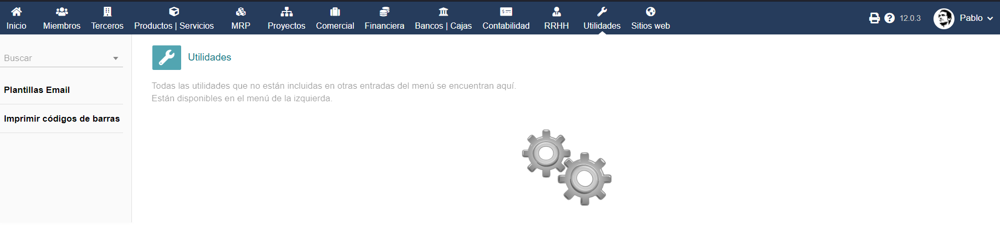 Inicio
Miembros
Terceros
Productos | Servicios
MRP
Proyectos
Comercial
Financiera
Bancos | Cajas
Contabilidad
RRHH
Utilidades
Sitios web
12.0.3
Pablo
Buscar
Plantillas Email
Imprimir códigos de barras
Utilidades
Todas las utilidades que no están incluidas en otras entradas del menú se encuentran aquí.
Están disponibles en el menú de la izquierda.